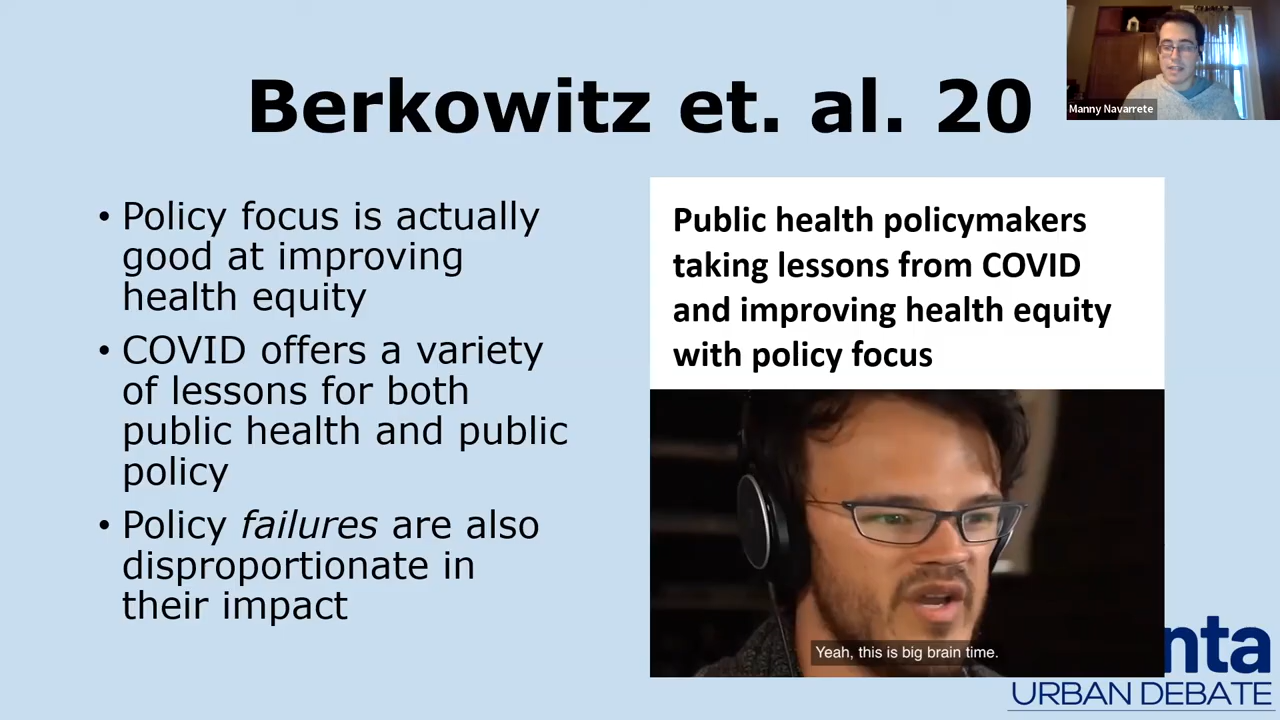 Berkowitz et. al. 20
Manny Navarrete
• Policy focus is actually
good at improving
health equity
• COVID offers a variety
of lessons for both
public health and public
policy
• Policy failures are also
disproportionate in
their impact
Public health policymakers
taking lessons from COVID
and improving health equity
with policy focus
Yeah, this is big brain time.
nta
URBAN DEBATE